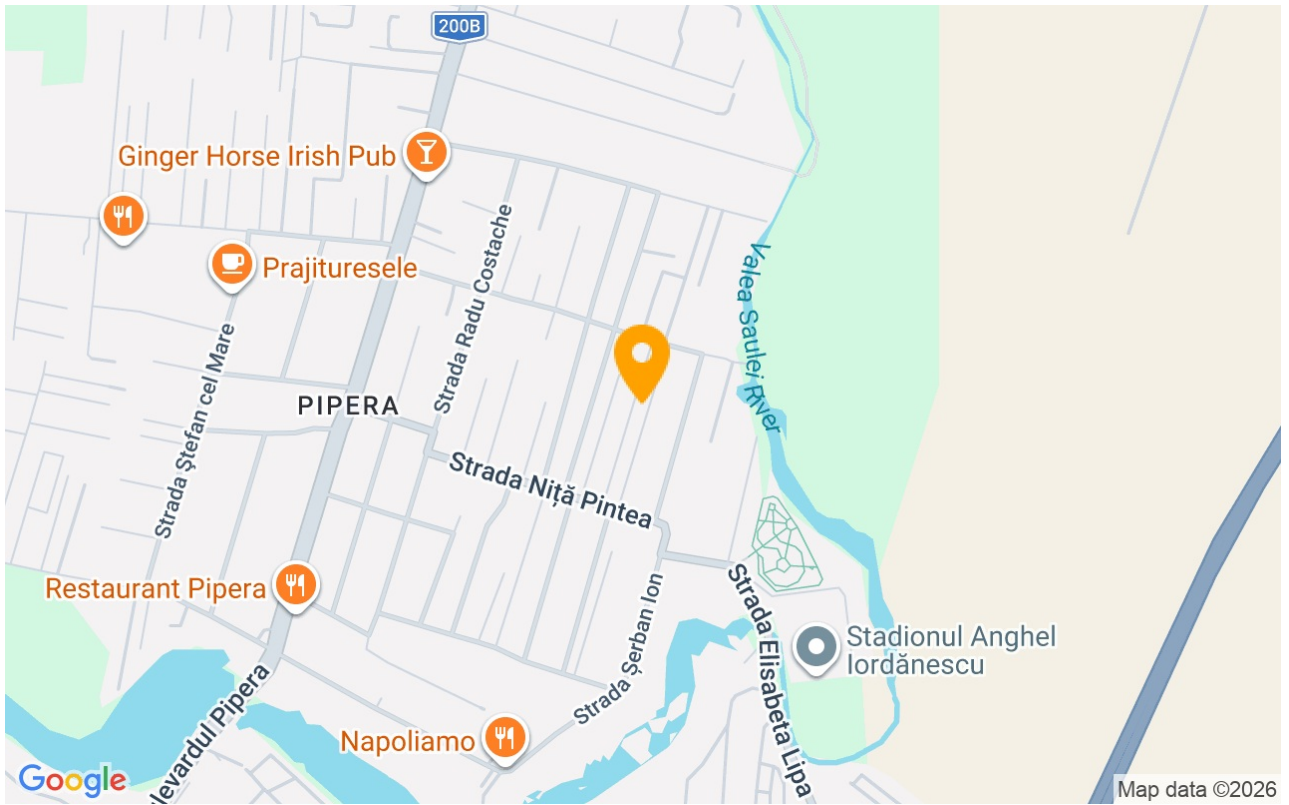 200B
Ginger Horse Irish Pub
Prajituresele
Strada Radu Costache
Valea Saulei River
Strada Ștefan cel Mare
PIPERA
Strada Niță Pintea
Restaurant Pipera
Strada Șerban Ion
Strada Elisabeta Lipa
Stadionul Anghel
Iordănescu
levardul Pipera
Napoliamo
Google
Map data ©2026